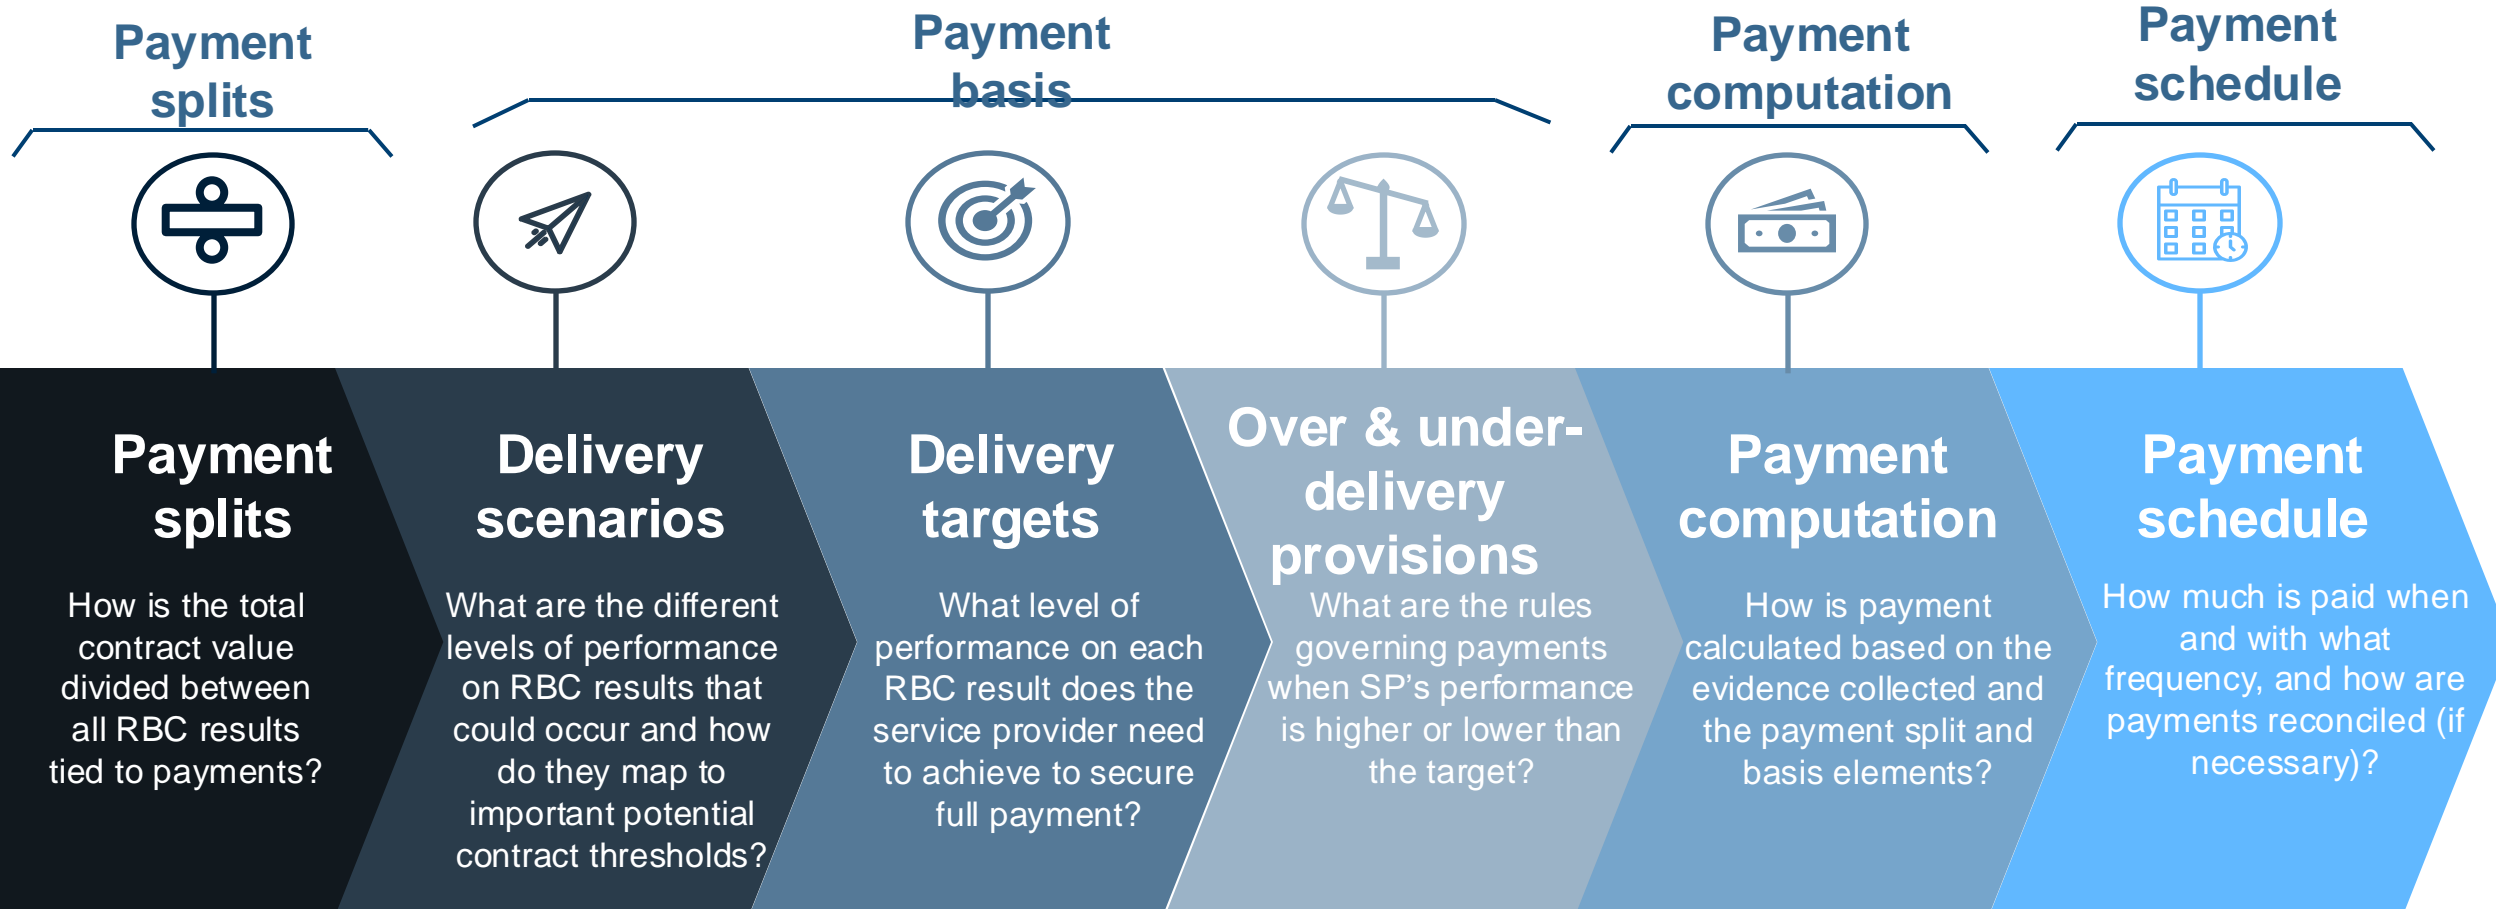 Payment
splits
Payment
basis
Payment
computation
Payment
schedule
Payment
splits
How is the total
contract value
divided between
all RBC results
tied to payments?
Delivery
scenarios
What are the different
levels of performance
on RBC results that
could occur and how
do they map to
important potential
contract thresholds?
Delivery
targets
What level of
performance on each
RBC result does the
service provider need
to achieve to secure
full payment?
Over & under-
delivery
provisions
What are the rules
governing payments
when SP’s performance
is higher or lower than
the target?
Payment
computation
How is payment
calculated based on the
evidence collected and
the payment split and
basis elements?
Payment
schedule
How much is paid when
and with what
frequency, and how are
payments reconciled (if
necessary)?